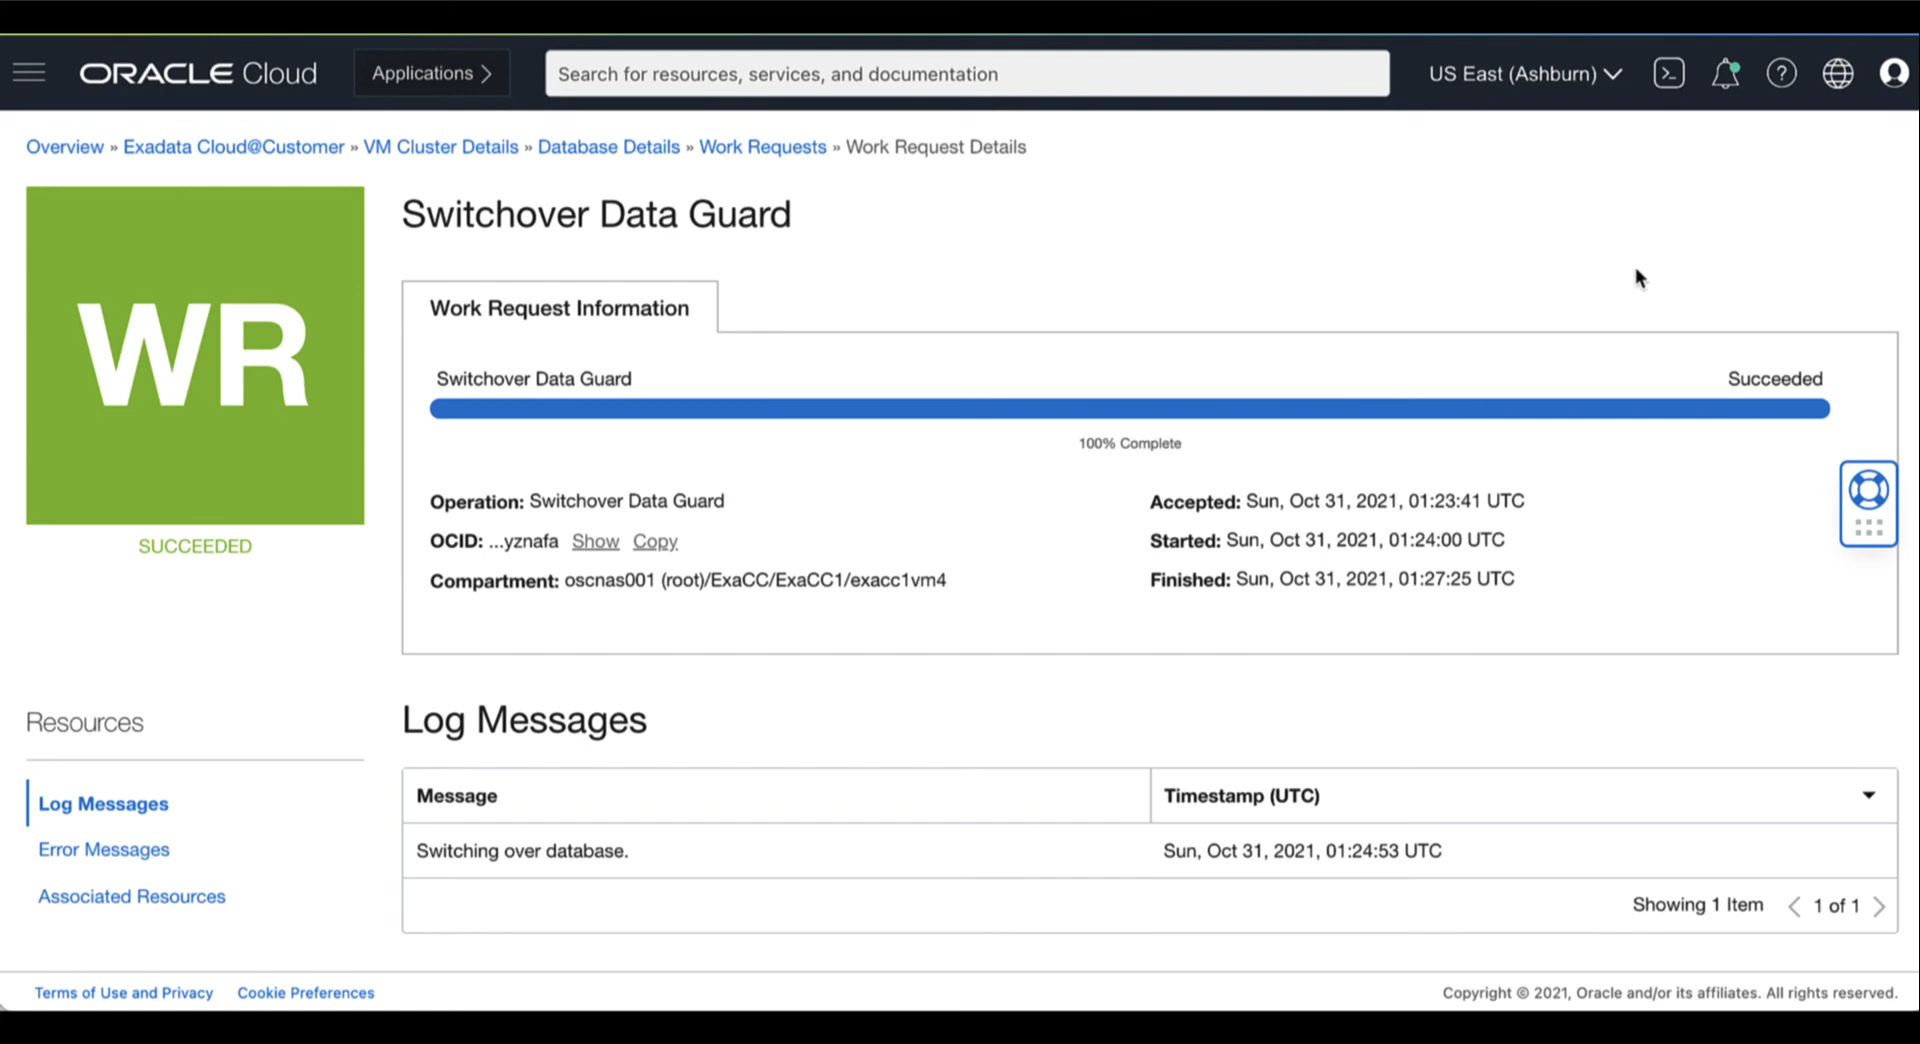 ORACLE Cloud
Applications
Search for resources, services, and documentation
US East (Ashburn)
Overview » Exadata Cloud@Customer » VM Cluster Details » Database Details » Work Requests » Work Request Details
WR
SUCCEEDED
Switchover Data Guard
Work Request Information
Switchover Data Guard
Succeeded
100% Complete
Operation: Switchover Data Guard
OCID: ...yznafa Show Copy
Compartment: oscnas001 (root)/ExaCC/ExaCC1/exacc1vm4
Accepted: Sun, Oct 31, 2021, 01:23:41 UTC
Started: Sun, Oct 31, 2021, 01:24:00 UTC
Finished: Sun, Oct 31, 2021, 01:27:25 UTC
Resources
Log Messages
Error Messages
Associated Resources
Log Messages
Message
Timestamp (UTC)
Switching over database.
Sun, Oct 31, 2021, 01:24:53 UTC
Showing 1 Item
1 of 1
Terms of Use and Privacy
Cookie Preferences
Copyright © 2021, Oracle and/or its affiliates. All rights reserved.